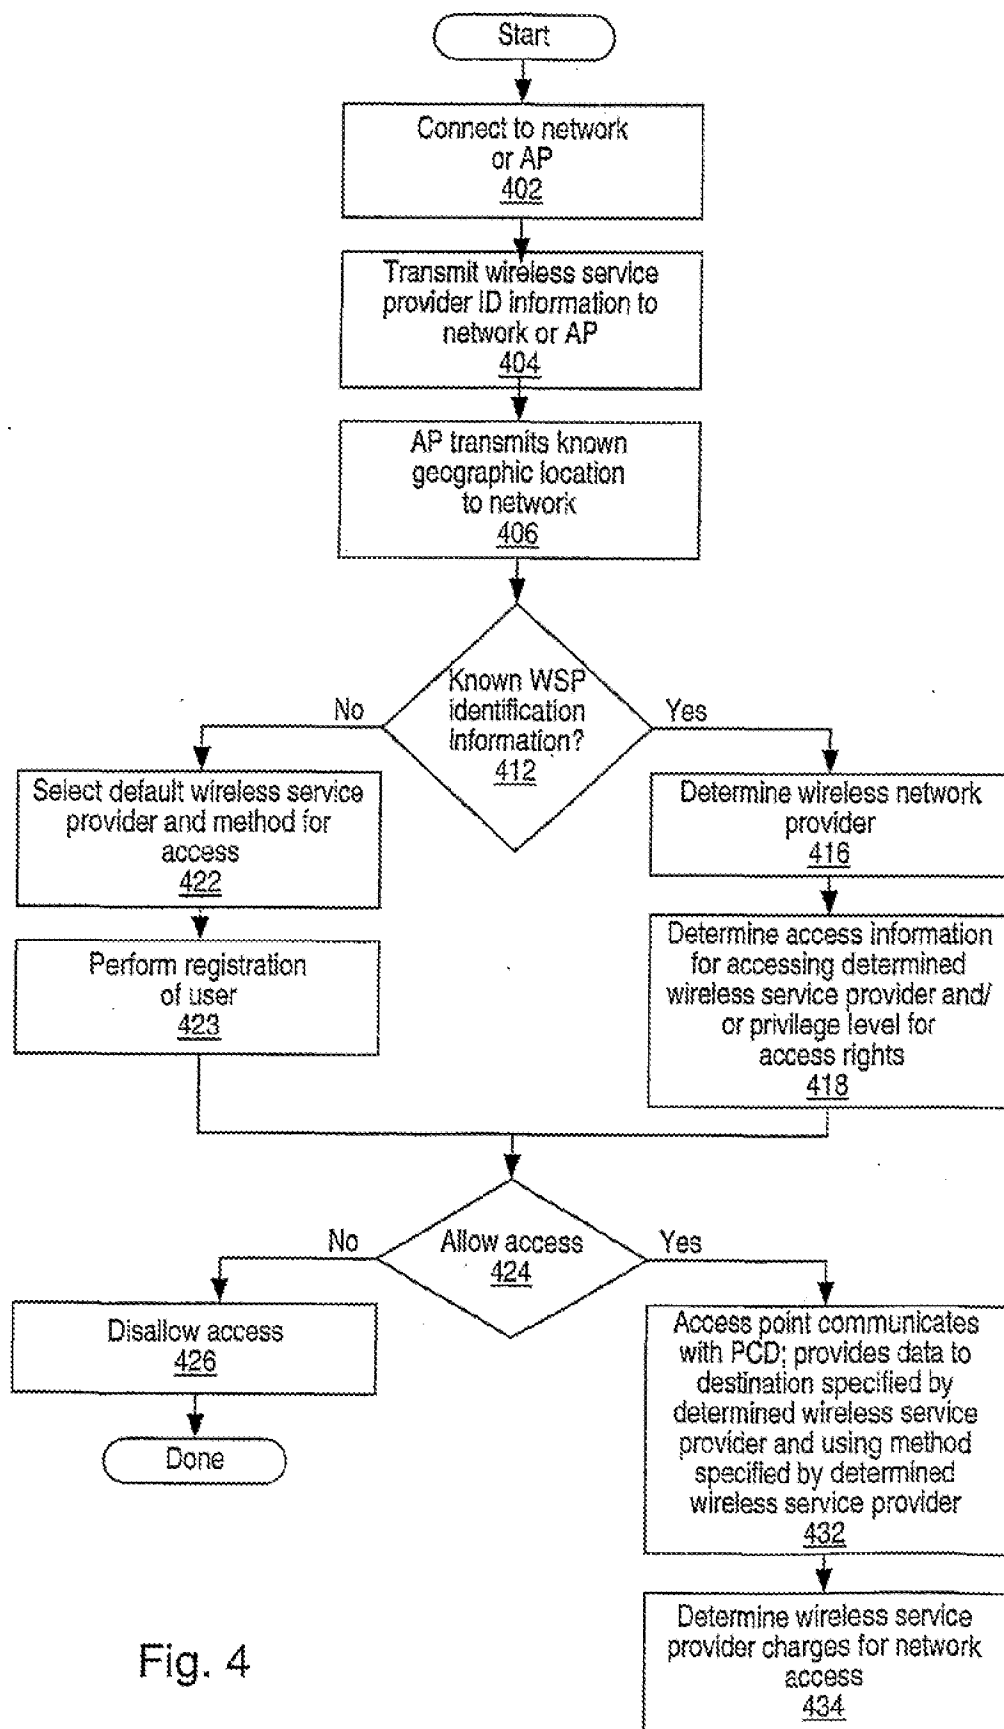 Start
Connect to network
or AP
402
Transmit wireless service
provider ID information to
network or AP
404
AP transmits known
geographic location
to network
406
Known WSP
identification
information?
412
No
Yes
Select default wireless service
provider and method for
access
422
Determine wireless network
provider
416
Perform registration
of user
423
Determine access information
for accessing determined
wireless service provider and/
or privilege level for
access rights
418
Allow access
424
No
Yes
Disallow access
426
Done
Access point communicates
with PCD; provides data to
destination specified by
determined wireless service
provider and using method
specified by determined
wireless service provider
432
Determine wireless service
provider charges for network
access
434
Fig. 4